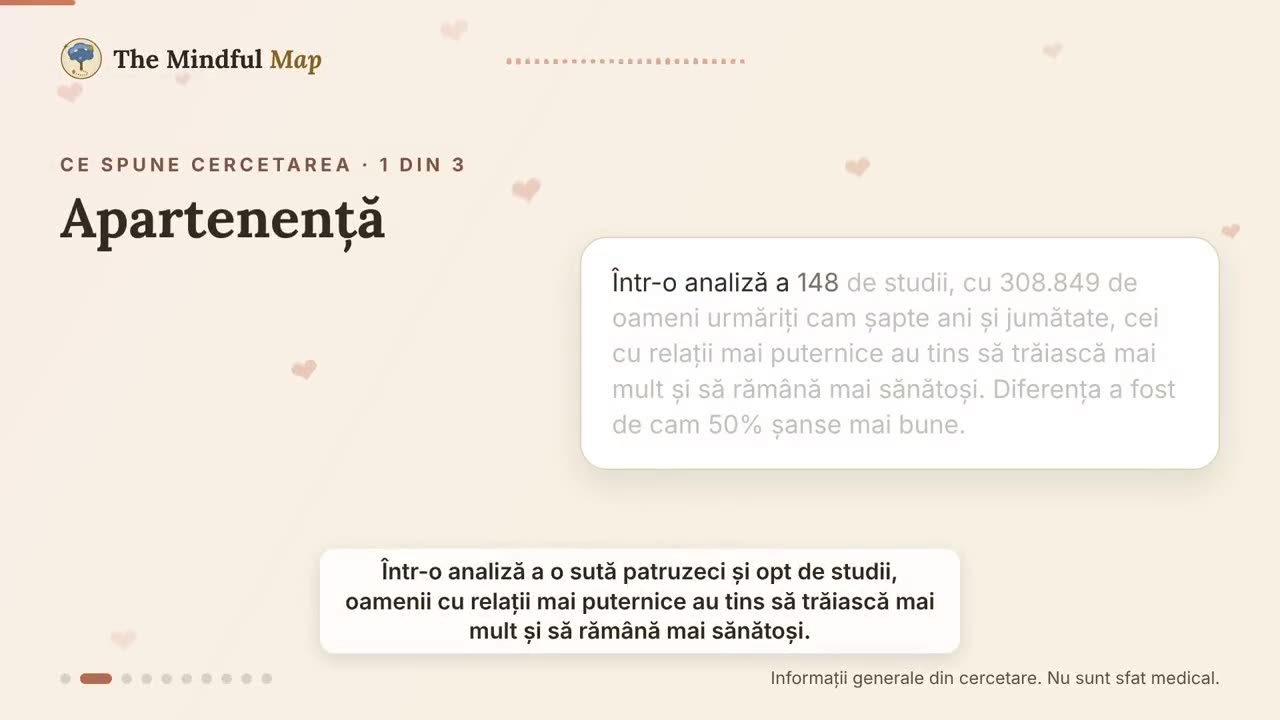 The Mindful Map
CE SPUNE CERCETAREA · 1 DIN 3
Apartenență
Într-o analiză a 148 de studii, cu 308.849 de
oameni urmăriți cam șapte ani și jumătate, cei
cu relații mai puternice au tins să trăiască mai
mult și să rămână mai sănătoși. Diferența a fost
de cam 50% șanse mai bune.
Într-o analiză a o sută patruzeci și opt de studii,
oamenii cu relații mai puternice au tins să trăiască mai
mult și să rămână mai sănătoși.
Informații generale din cercetare. Nu sunt sfat medical.